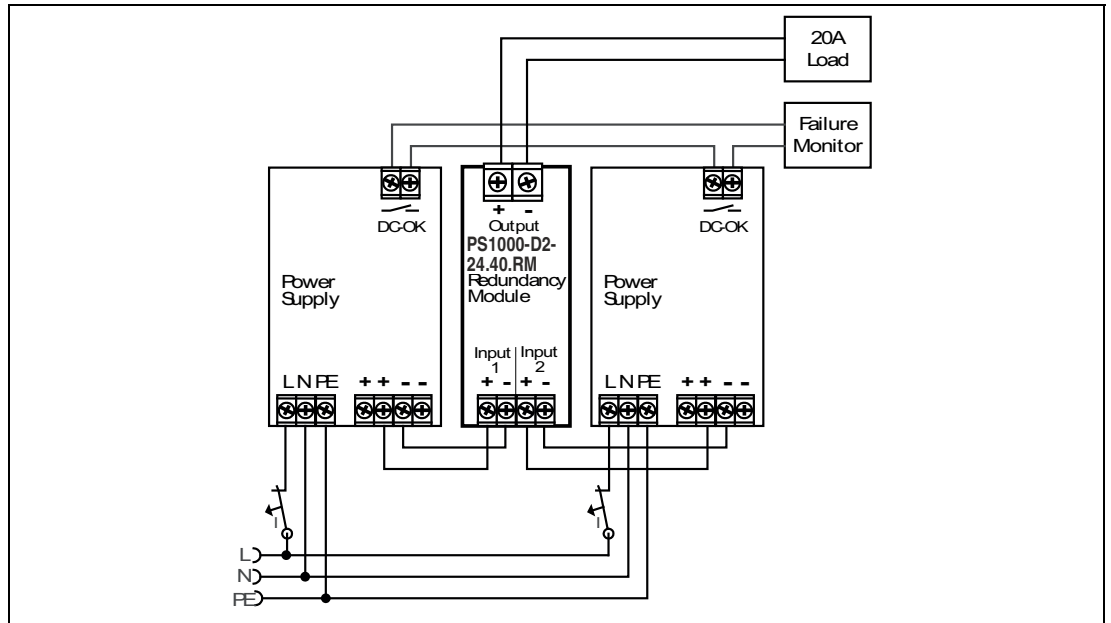 20A
Load
Failure
Monitor
DC-OK
+ -
Output
PS1000-D2-
24.40.RM
Redundancy
Module
DC-OK
Power
Supply
Power
Supply
Input
1
Input
2
L N PE
+ + - -
+ - + -
L N PE
+ + - -
I
I
L
N
PE